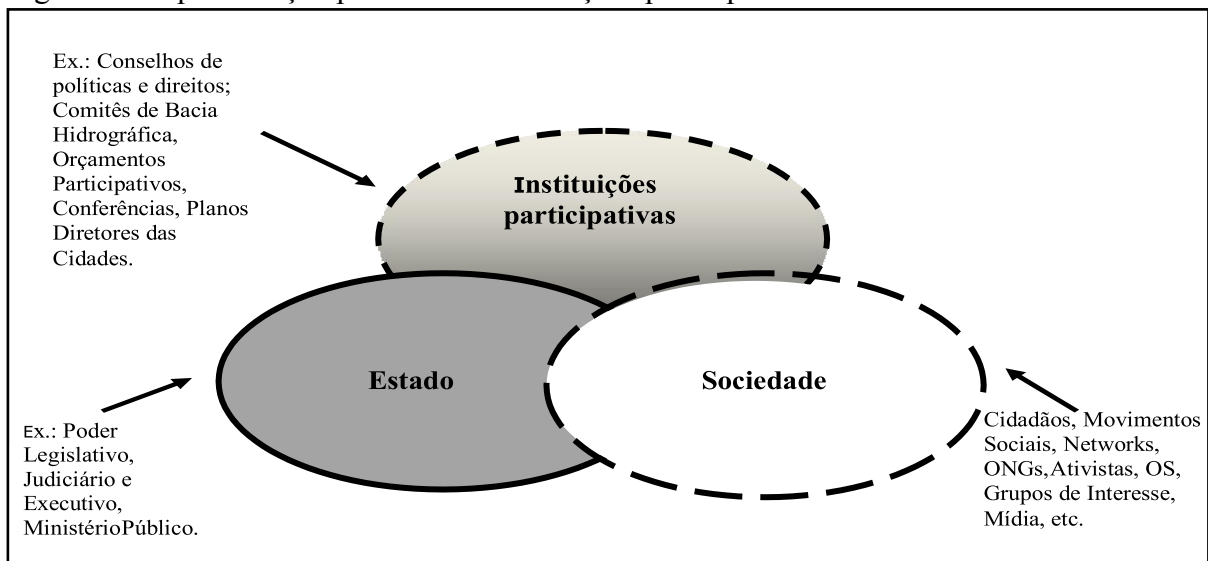 Ex.: Conselhos de
políticas e direitos;
Comitês de Bacia
Hidrográfica,
Orçamentos
Participativos,
Conferências, Planos
Diretores das
Cidades.
Instituições
participativas
Estado
Sociedade
Ex.: Poder
Legislativo,
Judiciário e
Executivo,
MinistérioPúblico.
Cidadãos, Movimentos
Sociais, Networks,
ONGs,Ativistas, OS,
Grupos de Interesse,
Mídia, etc.